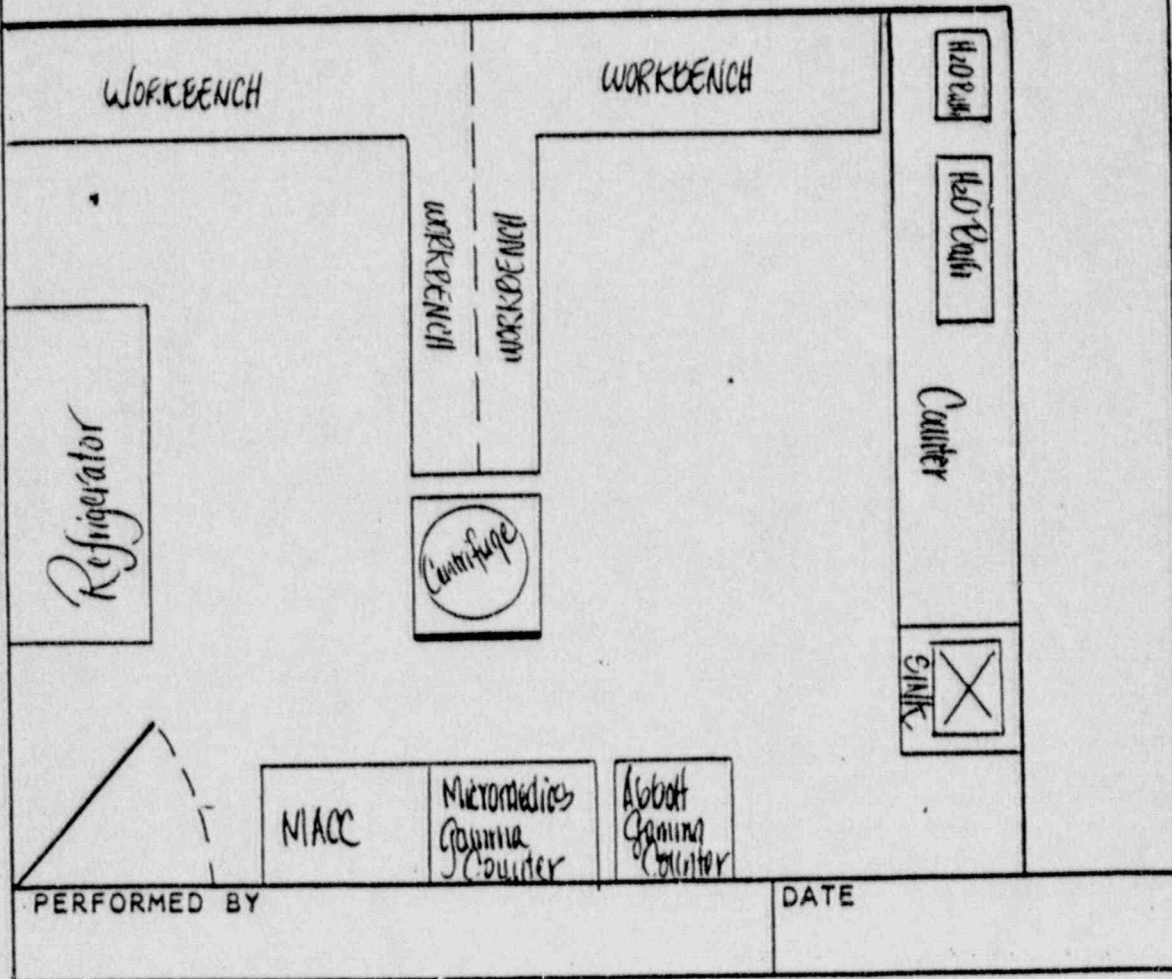 WORKBENCH
WORKBENCH
H2O Bath
H2O Bath
WORKBENCH
WORKBENCH
Counter
Refrigerator
Centrifuge
SINK
NIACC
Micromedics
Gamma
Counter
Abbott
Gamma
Counter
PERFORMED BY
DATE